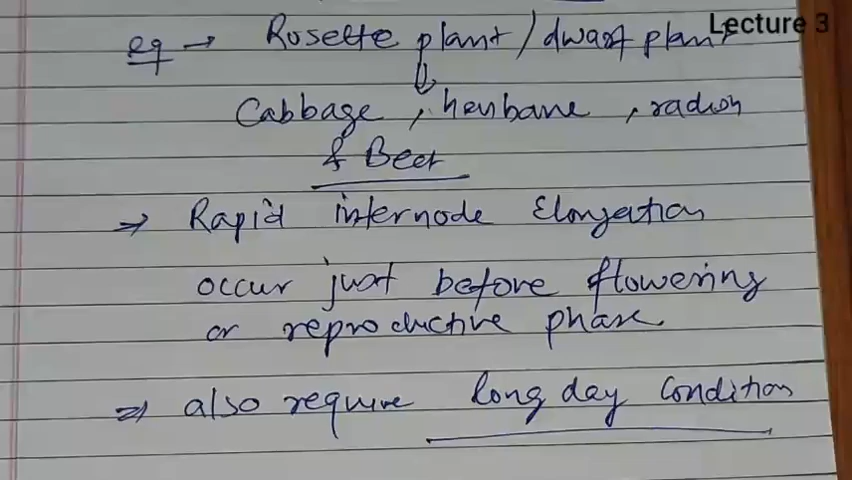 Lecture 3
eg → Rosette plant / dwarf plant
Cabbage, henbane, radish
& Beet
⇒ Rapid internode Elongation
occur just before flowering
or reproductive phase
⇒ also require long day Condition